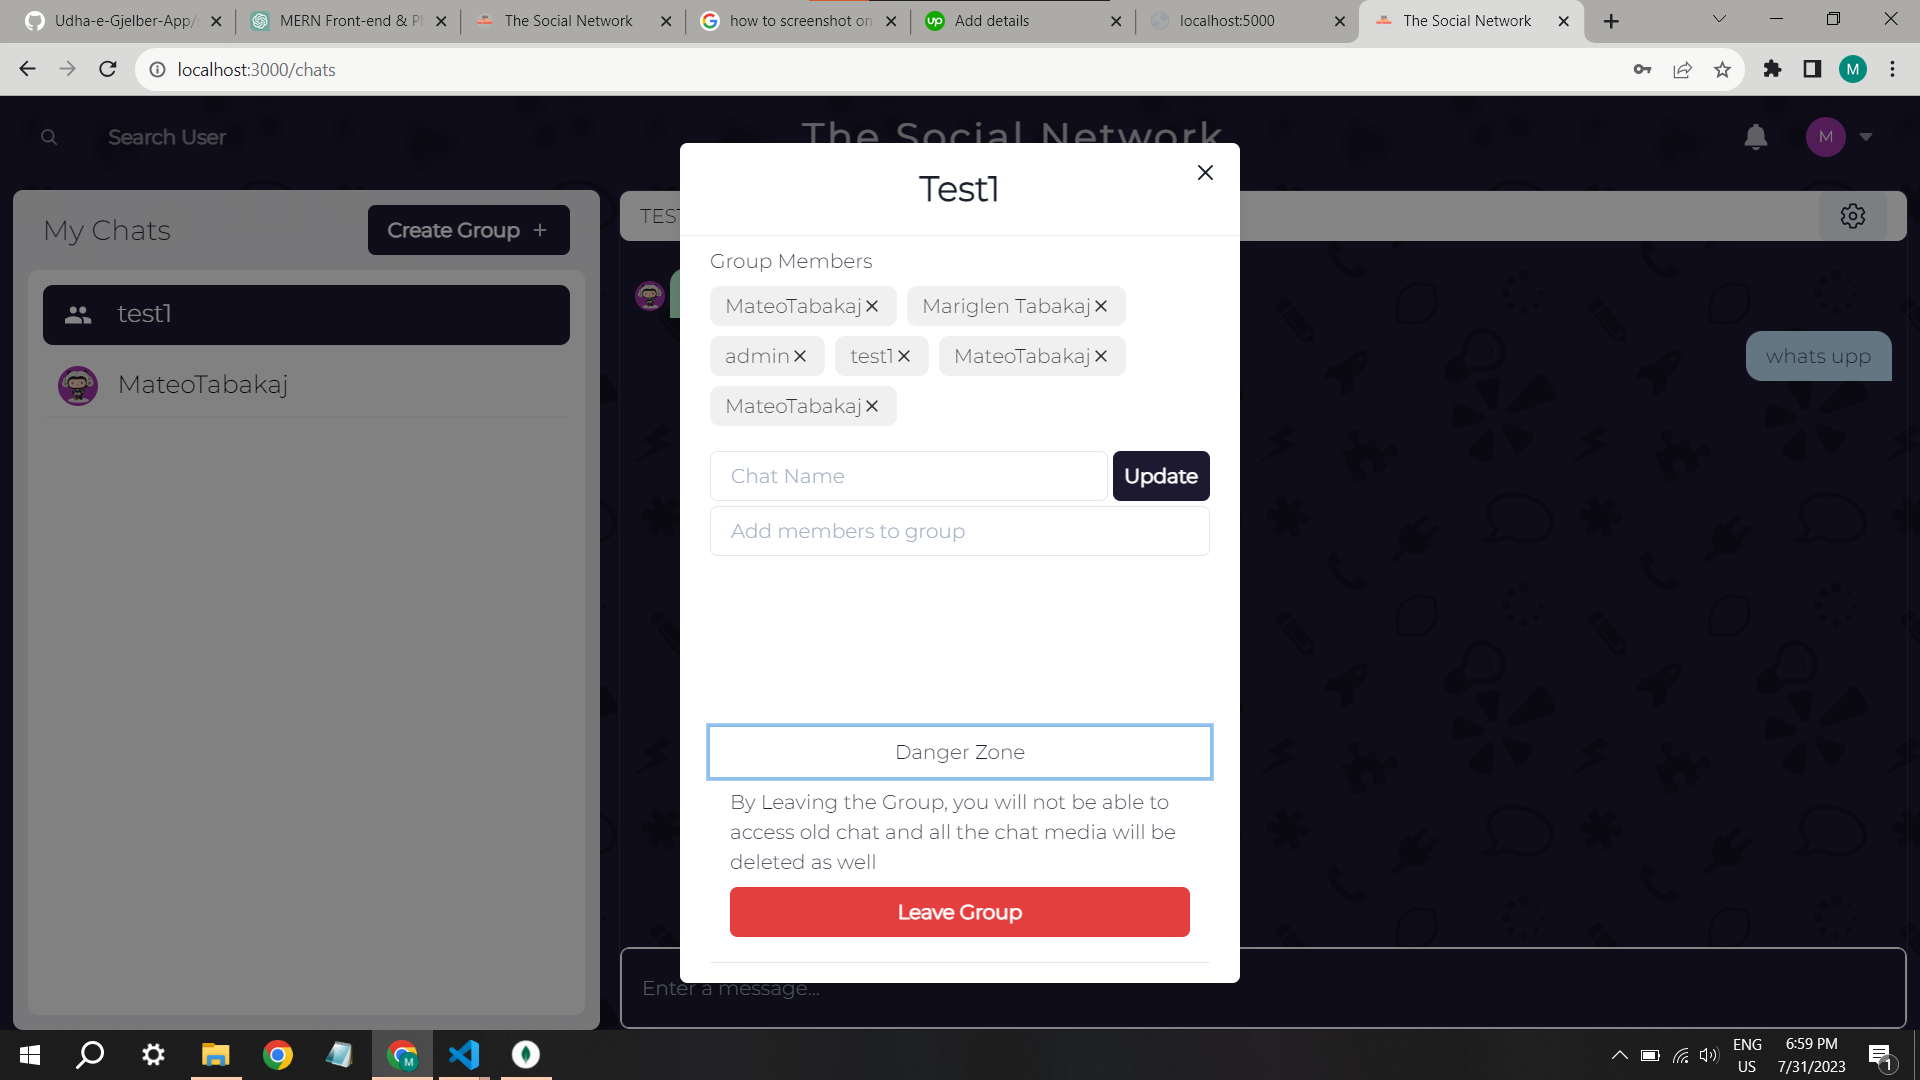 Udha-e-Gjelber-App/
MERN Front-end & P
The Social Network
how to screenshot on
Add details
localhost:5000
The Social Network
localhost:3000/chats
M
Search User
The Social Network
M
My Chats
Create Group +
test1
MateoTabakaj
TEST
whats upp
Enter a message...
Test1
Group Members
MateoTabakaj Mariglen Tabakaj
admin test1 MateoTabakaj
MateoTabakaj
Chat Name
Update
Add members to group
Danger Zone
By Leaving the Group, you will not be able to
access old chat and all the chat media will be
deleted as well
Leave Group
M
ENG
US
6:59 PM
7/31/2023
1